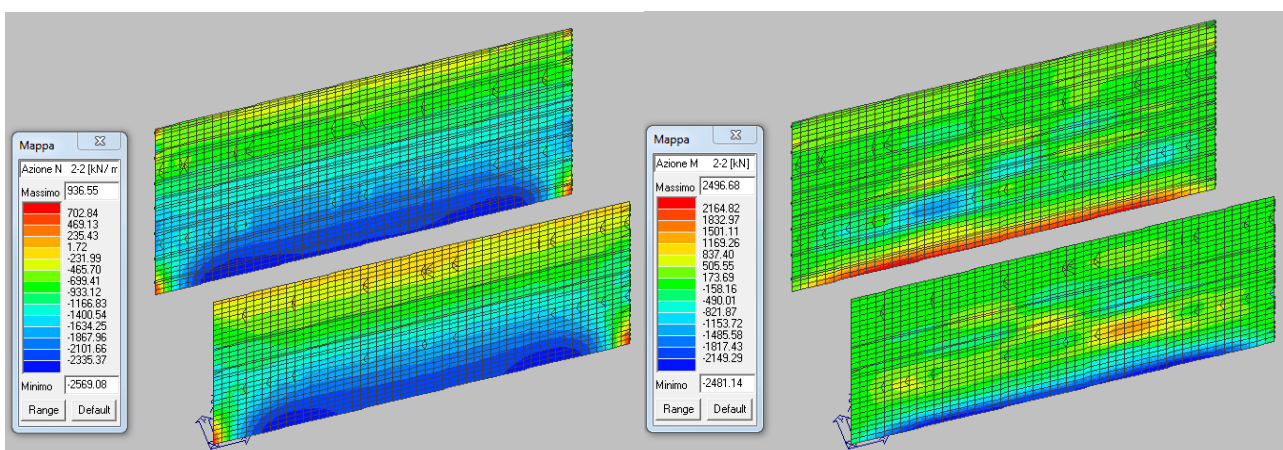 Mappa
Azione N 2-2 [kN/ m
Massimo 936.55
702.84
469.13
235.43
1.72
-231.99
-465.70
-699.41
-933.12
-1166.83
-1400.54
-1634.25
-1867.96
-2101.66
-2335.37
Minimo -2569.08
Range Default
Mappa
Azione M 2-2 [kN]
Massimo 2496.68
2164.82
1832.97
1501.11
1169.26
837.40
505.55
173.69
-158.16
-490.01
-821.87
-1153.72
-1485.58
-1817.43
-2149.29
Minimo -2481.14
Range Default